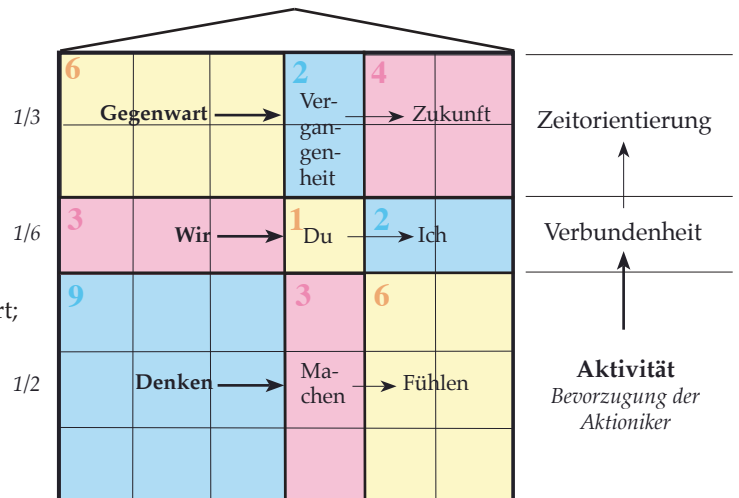 6
2
4
1/3
Gegenwart
Ver-
gan-
gen-
heit
Zukunft
Zeitorientierung
3
1
2
1/6
Wir
Du
Ich
Verbundenheit
rt;
9
3
6
1/2
Denken
Ma-
chen
Fühlen
Aktivität
Bevorzugung der
Aktioniker